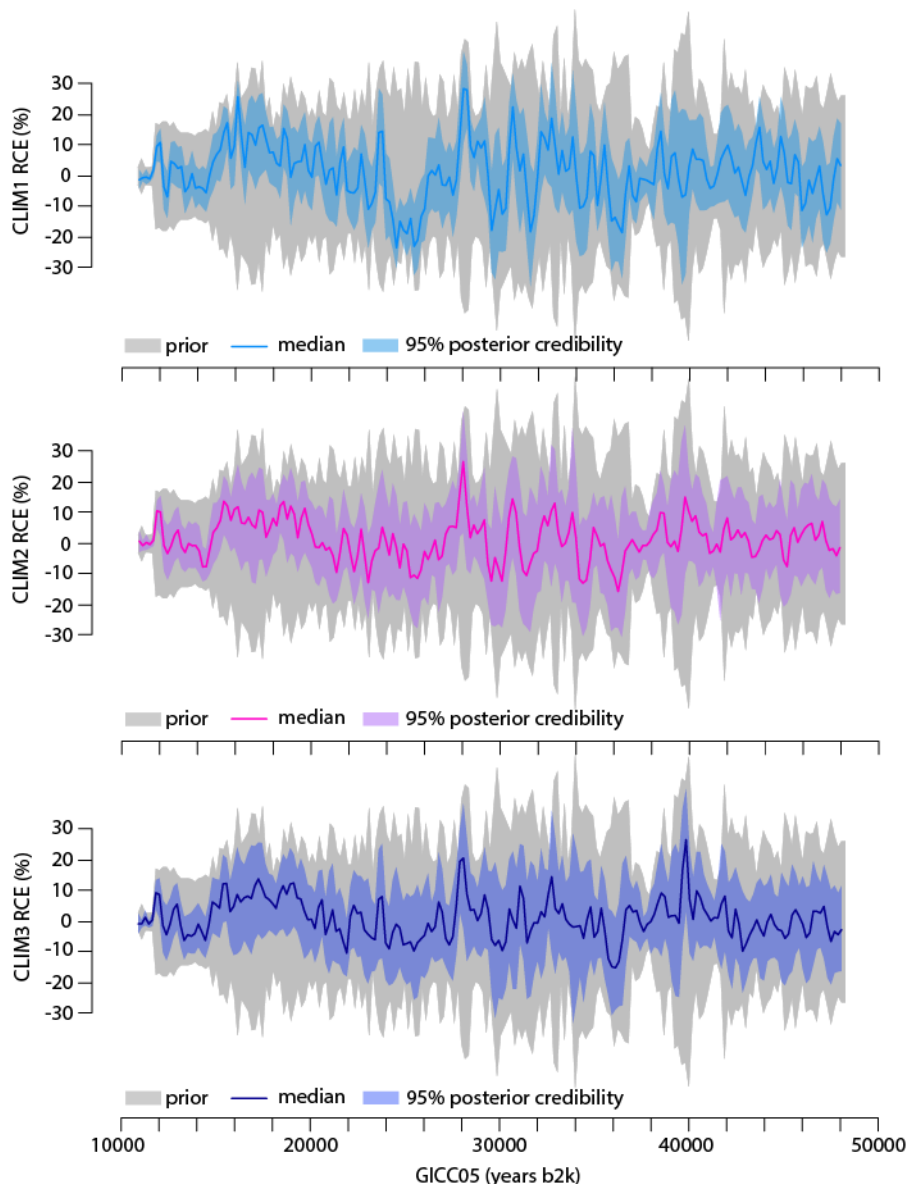 CLIM1 RCE (%)
30
20
10
0
-10
-20
-30
prior median 95% posterior credibility
CLIM2 RCE (%)
30
20
10
0
-10
-20
-30
prior median 95% posterior credibility
CLIM3 RCE (%)
30
20
10
0
-10
-20
-30
prior median 95% posterior credibility
10000 20000 30000 40000 50000
GICC05 (years b2k)